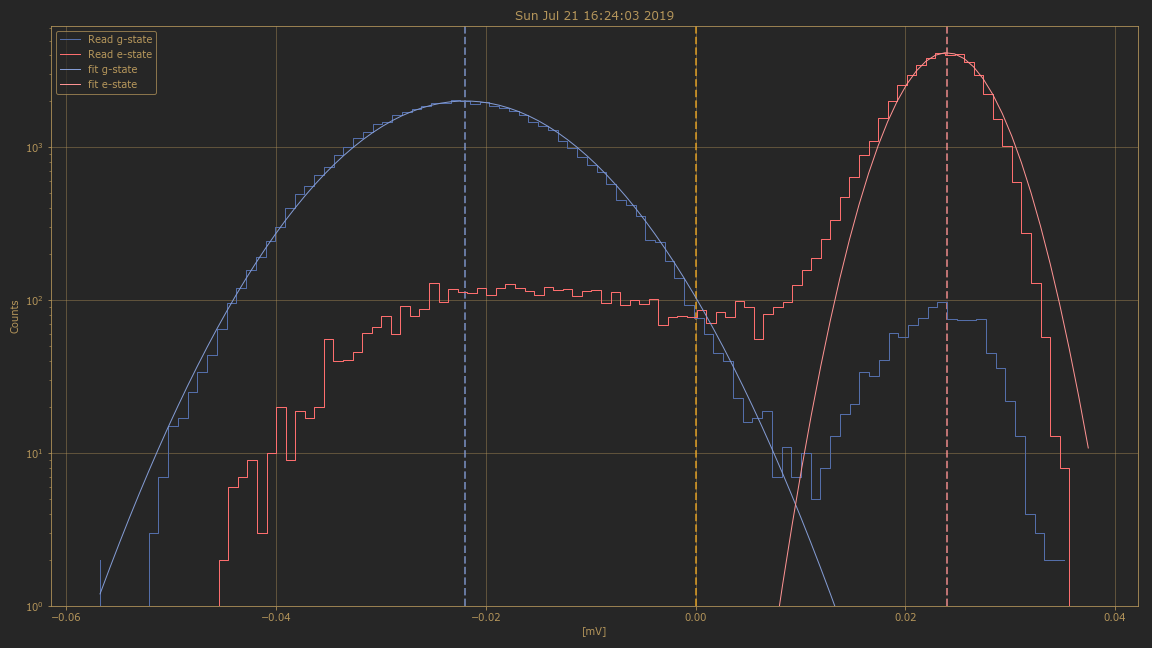 Sun Jul 21 16:24:03 2019
Read g-state
Read e-state
fit g-state
fit e-state
Counts
10³
10²
10¹
10⁰
−0.06
−0.04
−0.02
0.00
0.02
0.04
[mV]